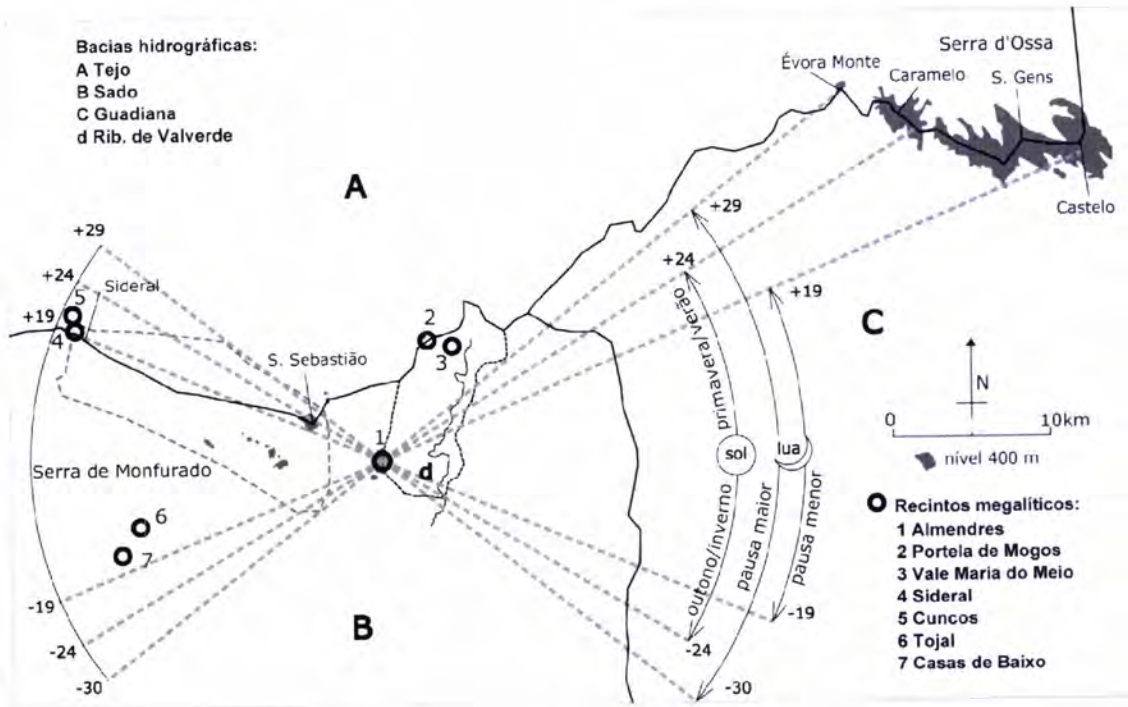 Bacias hidrográficas:
A Tejo
B Sado
C Guadiana
d Rib. de Valverde
Serra d'Ossa
Évora Monte
Caramelo
S. Gens
Castelo
A
+29
+24
5
Sideral
+19
4
S. Sebastião
2
3
1
d
Serra de Monfurado
6
7
-19
-24
-30
B
+29
+24
+19
primavera/verão
sol
lua
outono/inverno
pausa maior
pausa menor
-19
-24
-30
C
N
0 10km
nível 400 m
Recintos megalíticos:
1 Almendres
2 Portela de Mogos
3 Vale Maria do Meio
4 Sideral
5 Cuncos
6 Tojal
7 Casas de Baixo